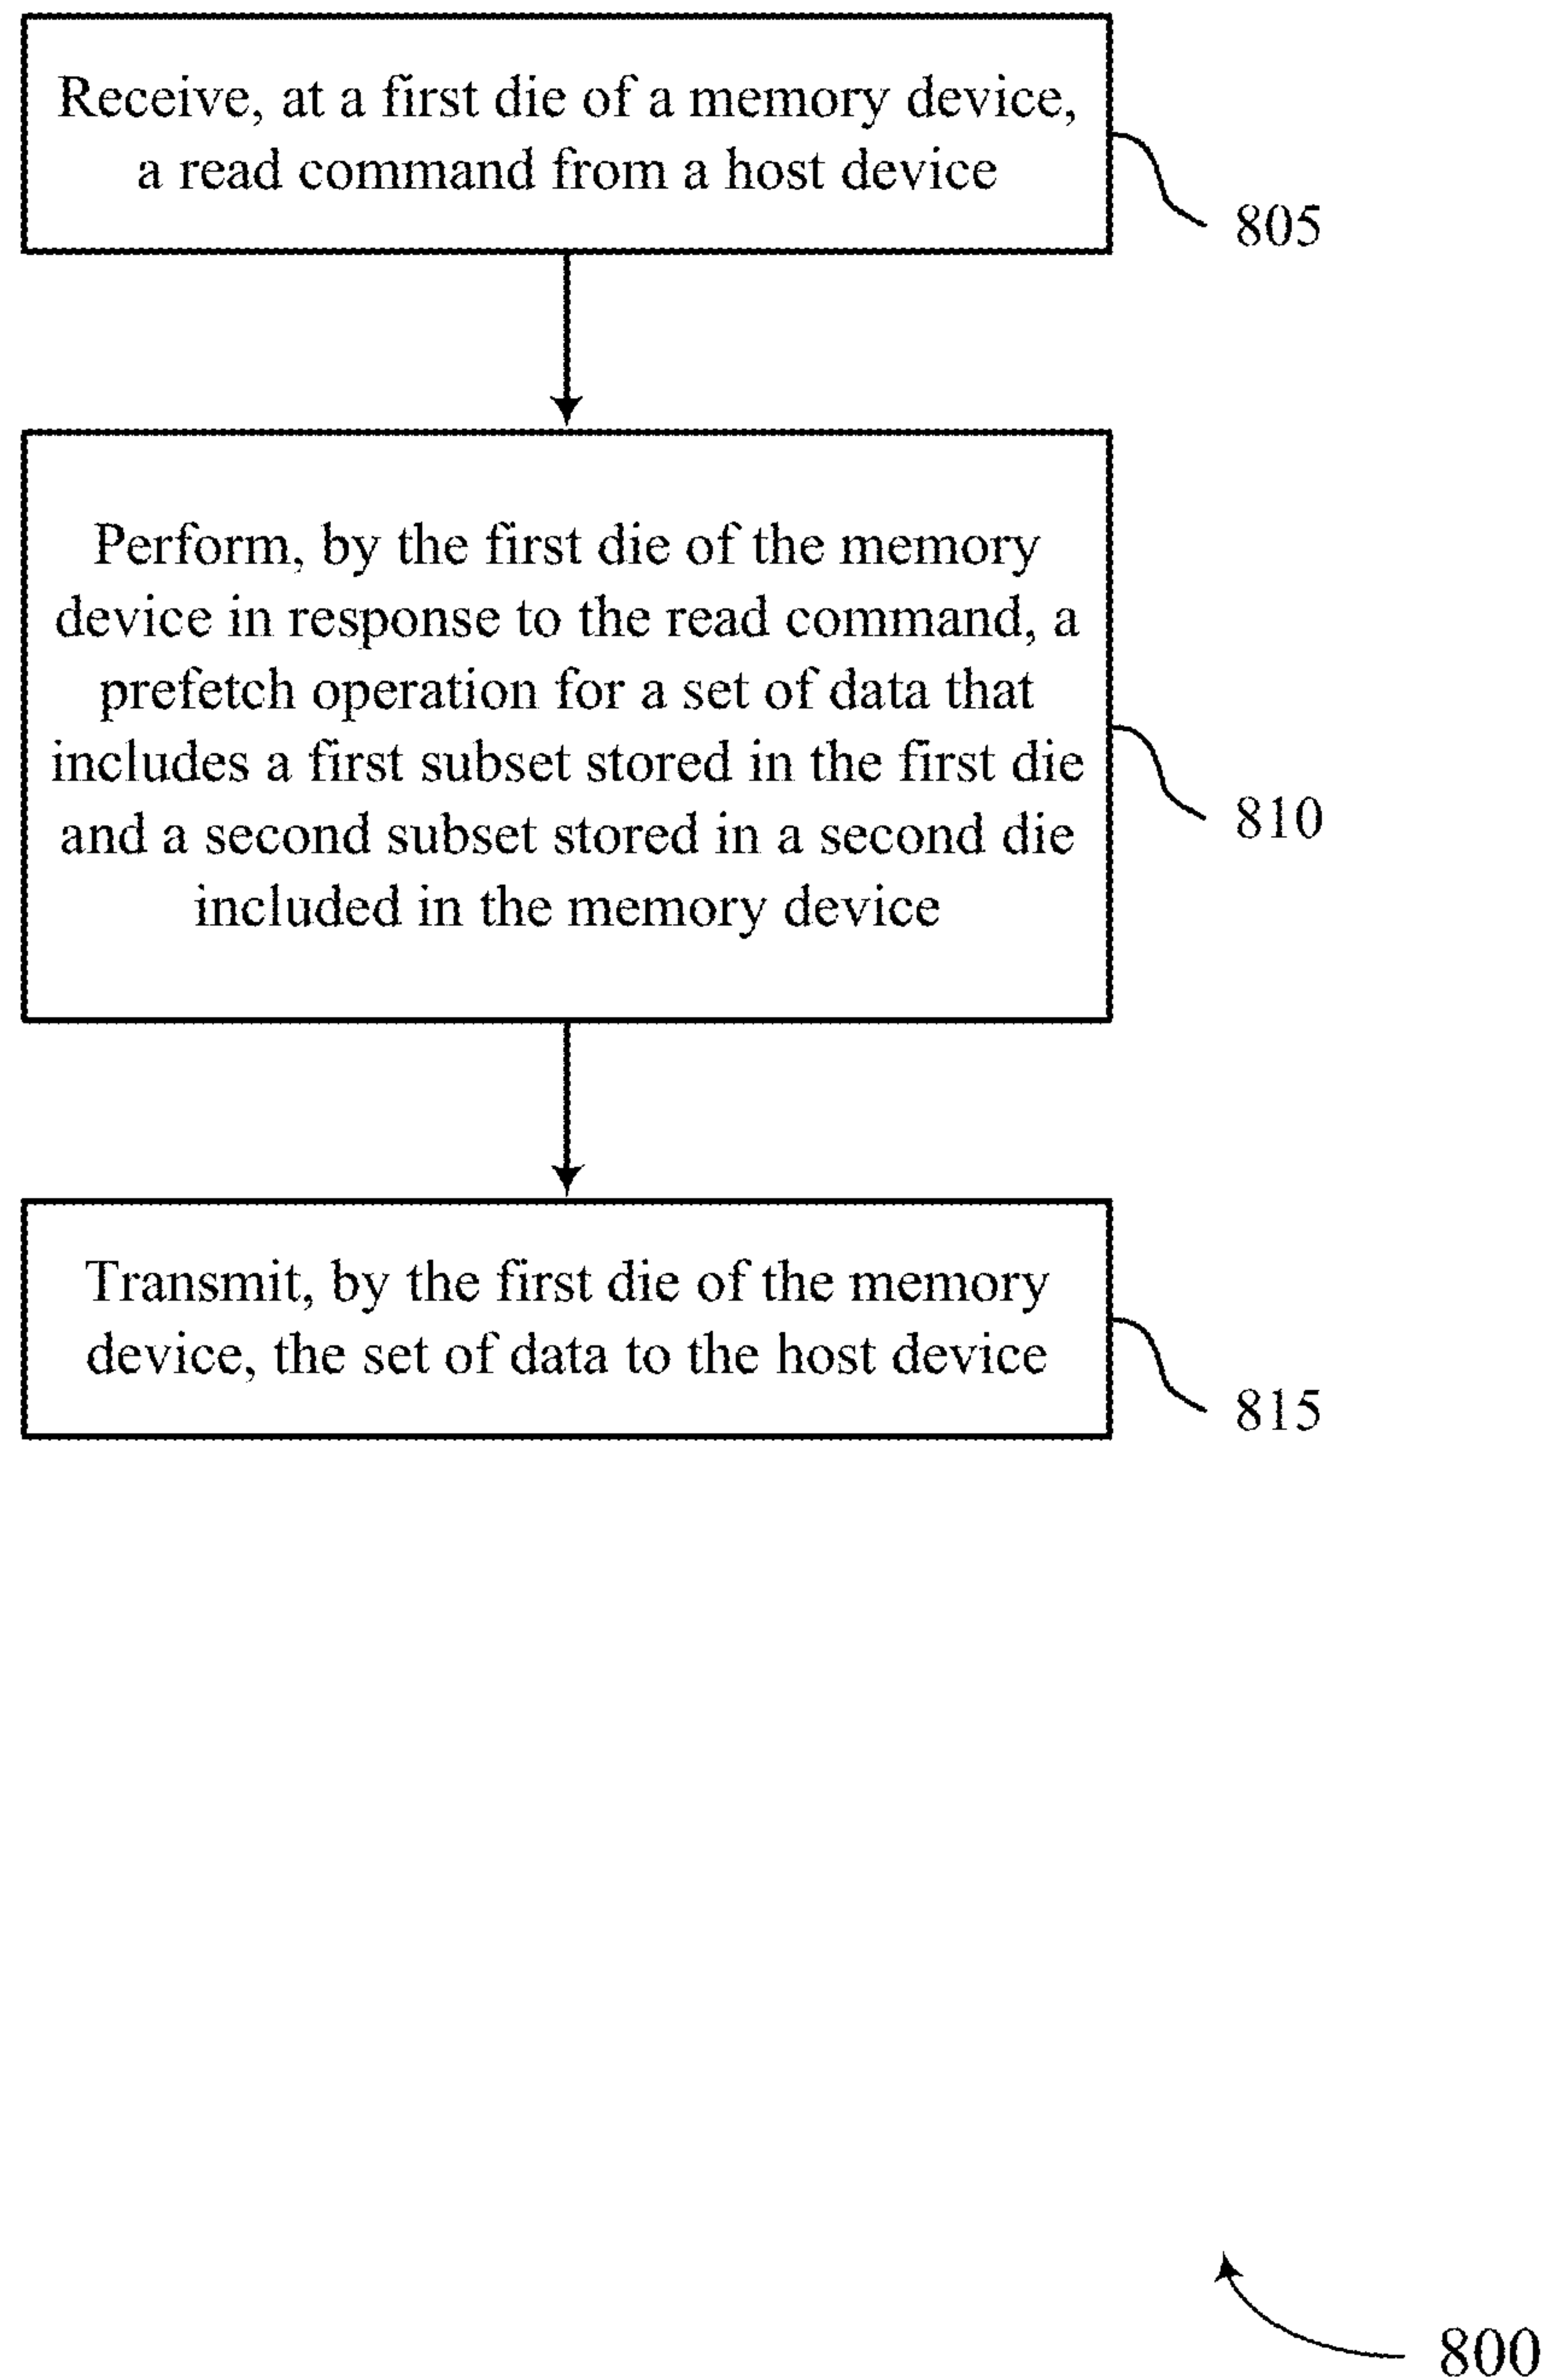 Receive, at a first die of a memory device,
a read command from a host device
805
Perform, by the first die of the memory
device in response to the read command, a
prefetch operation for a set of data that
includes a first subset stored in the first die
and a second subset stored in a second die
included in the memory device
810
Transmit, by the first die of the memory
device, the set of data to the host device
815
800